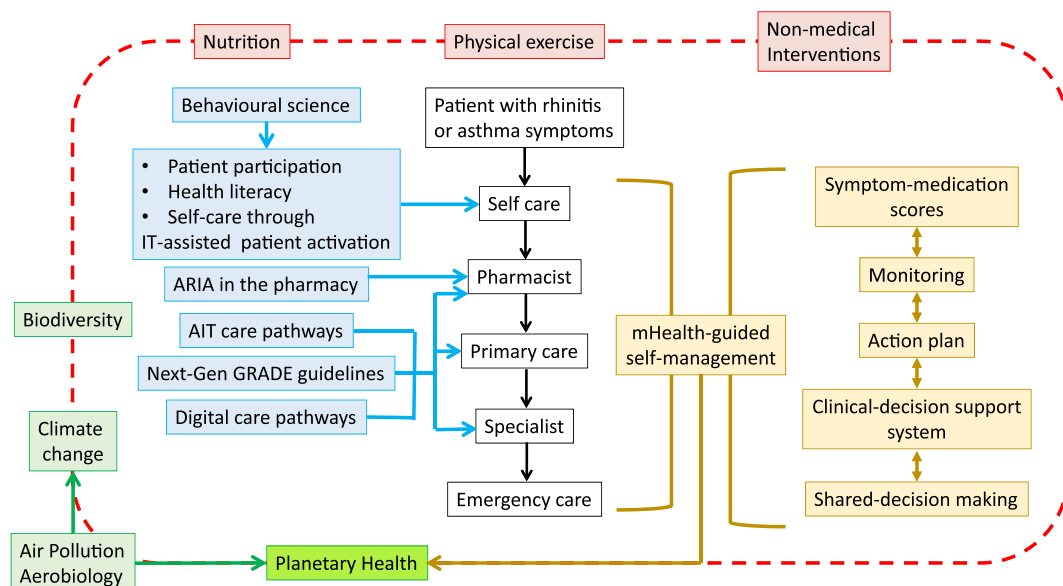 Nutrition
Physical exercise
Non-medical
Interventions
Behavioural science
• Patient participation
• Health literacy
• Self-care through
IT-assisted patient activation
ARIA in the pharmacy
AIT care pathways
Next-Gen GRADE guidelines
Digital care pathways
Patient with rhinitis
or asthma symptoms
Self care
Pharmacist
Primary care
Specialist
Emergency care
mHealth-guided
self-management
Symptom-medication
scores
Monitoring
Action plan
Clinical-decision support
system
Shared-decision making
Biodiversity
Climate
change
Air Pollution
Aerobiology
Planetary Health